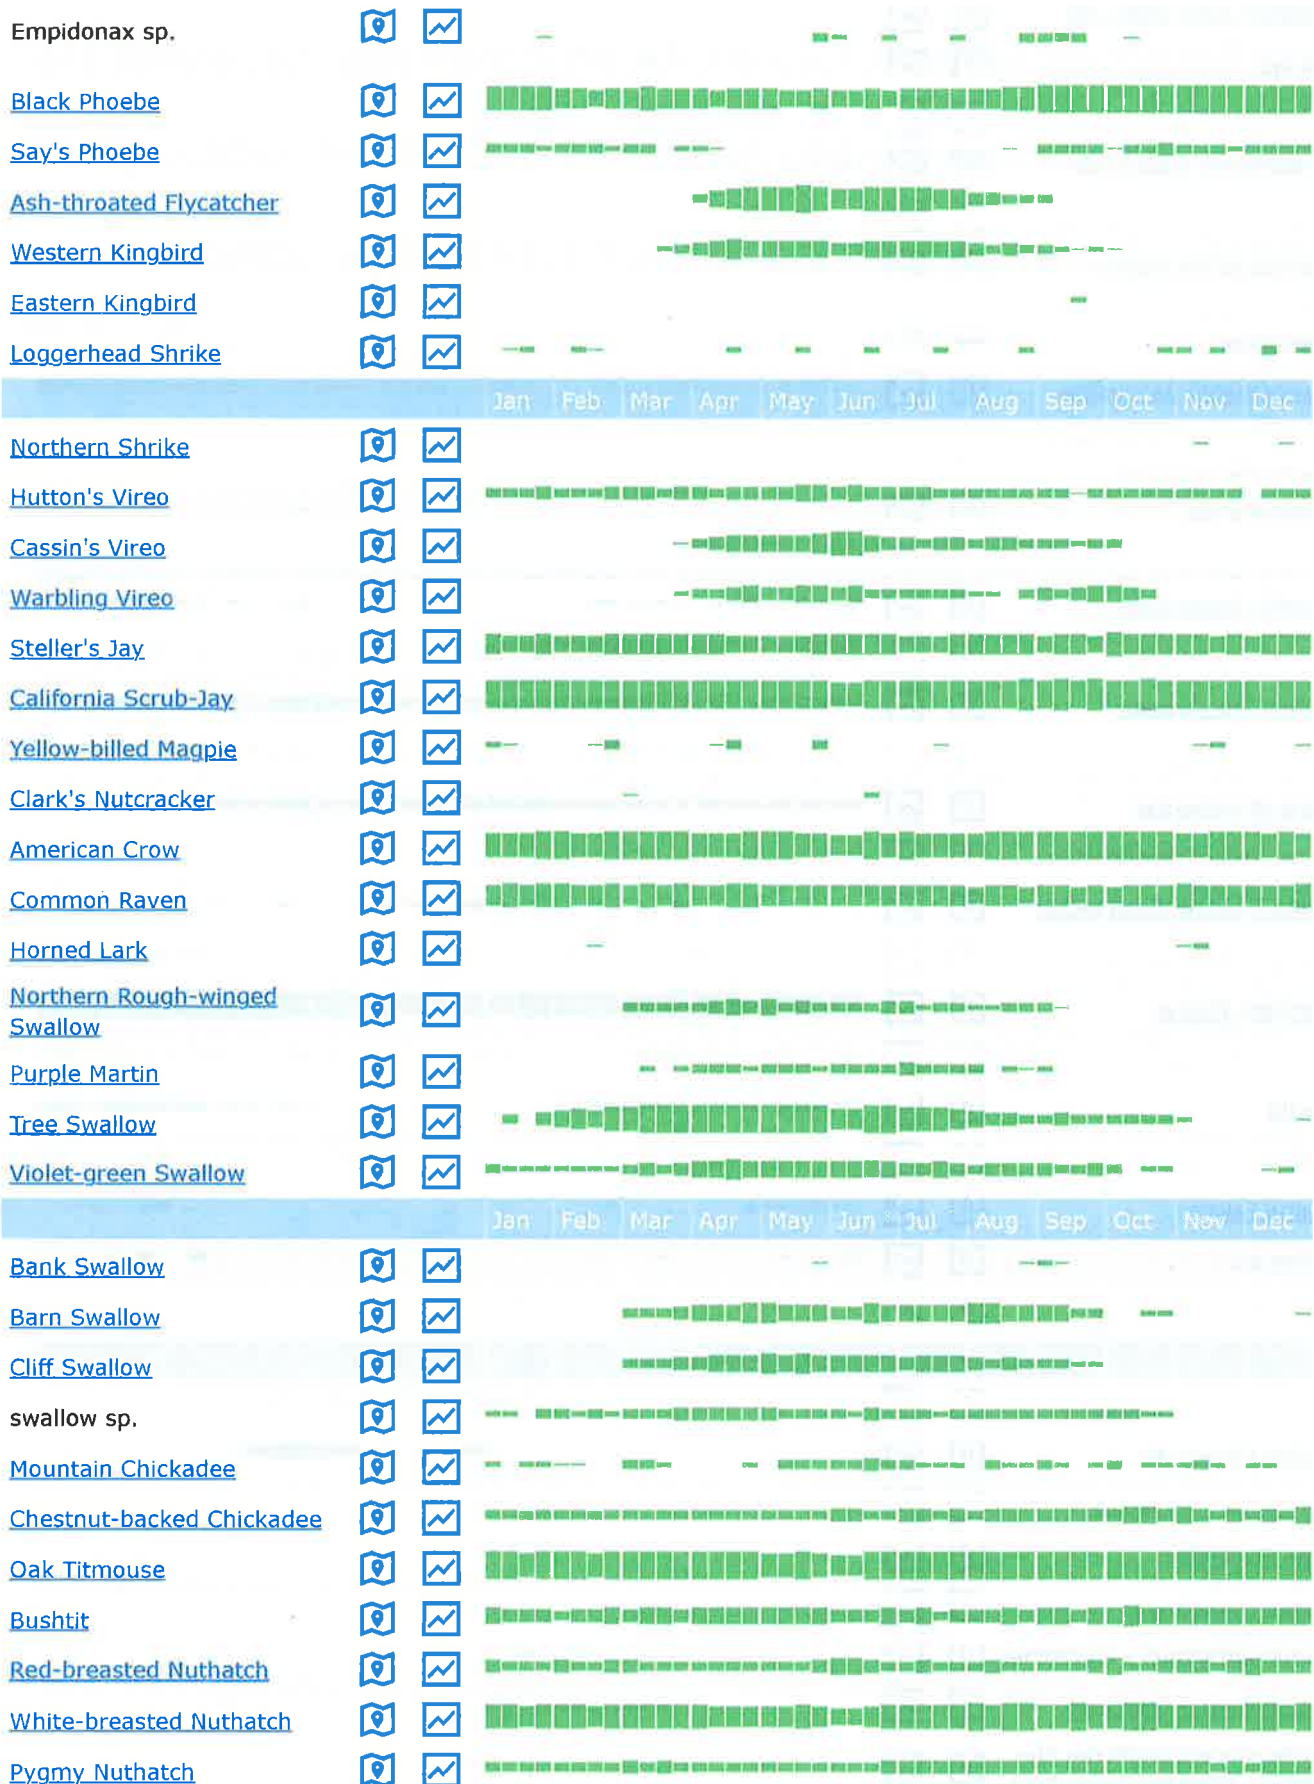 Empidonax sp.
Black Phoebe
Say's Phoebe
Ash-throated Flycatcher
Western Kingbird
Eastern Kingbird
Loggerhead Shrike
Jan Feb Mar Apr May Jun Jul Aug Sep Oct Nov Dec
Northern Shrike
Hutton's Vireo
Cassin's Vireo
Warbling Vireo
Steller's Jay
California Scrub-Jay
Yellow-billed Magpie
Clark's Nutcracker
American Crow
Common Raven
Horned Lark
Northern Rough-winged
Swallow
Purple Martin
Tree Swallow
Violet-green Swallow
Jan Feb Mar Apr May Jun Jul Aug Sep Oct Nov Dec
Bank Swallow
Barn Swallow
Cliff Swallow
swallow sp.
Mountain Chickadee
Chestnut-backed Chickadee
Oak Titmouse
Bushtit
Red-breasted Nuthatch
White-breasted Nuthatch
Pygmy Nuthatch